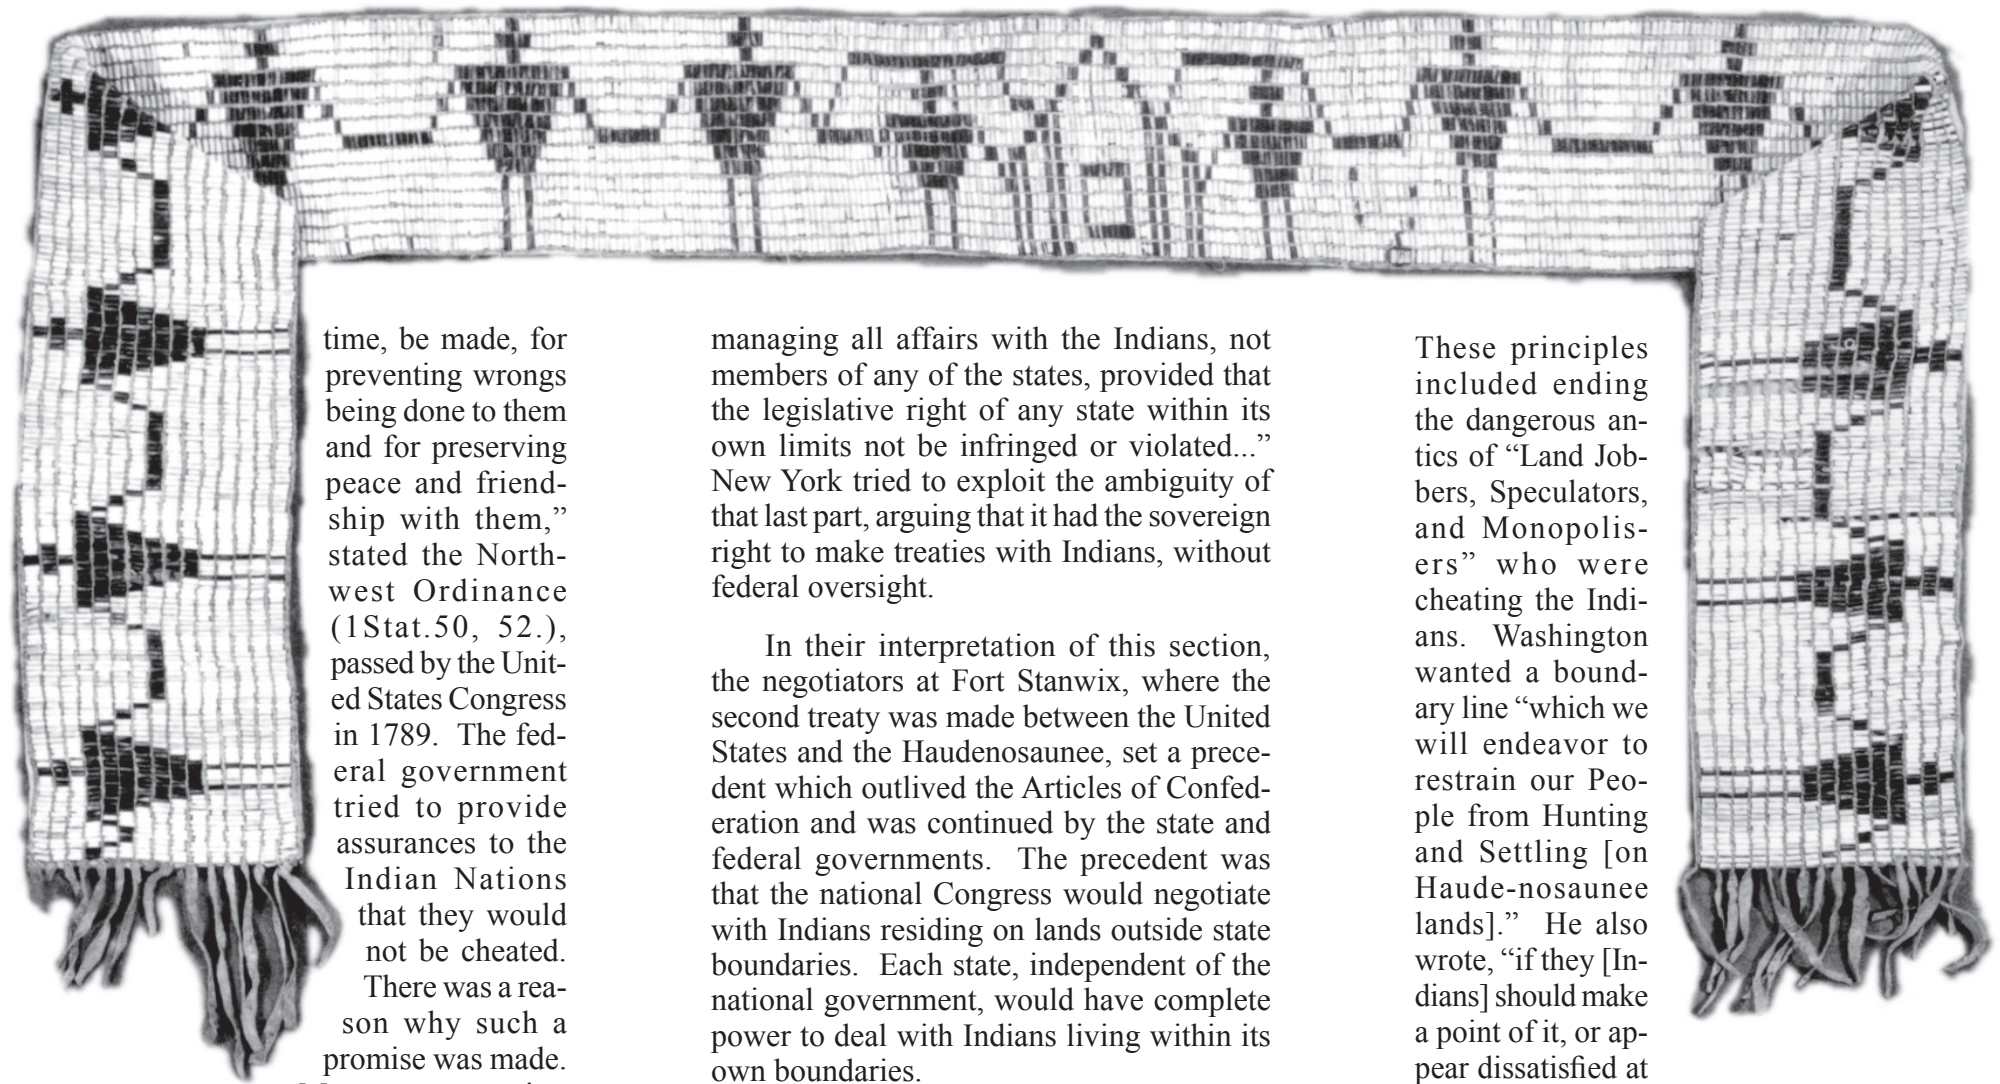 time, be made, for
preventing wrongs
being done to them
and for preserving
peace and friend-
ship with them,”
stated the North-
west Ordinance
(1Stat.50, 52.),
passed by the Unit-
ed States Congress
in 1789.  The fed-
eral government
tried to provide
assurances to the
Indian Nations
that they would
not be cheated.
There was a rea-
son why such a
promise was made.
managing all affairs with the Indians, not
members of any of the states, provided that
the legislative right of any state within its
own limits not be infringed or violated...”
New York tried to exploit the ambiguity of
that last part, arguing that it had the sovereign
right to make treaties with Indians, without
federal oversight.
In their interpretation of this section,
the negotiators at Fort Stanwix, where the
second treaty was made between the United
States and the Haudenosaunee, set a prece-
dent which outlived the Articles of Confed-
eration and was continued by the state and
federal governments.  The precedent was
that the national Congress would negotiate
with Indians residing on lands outside state
boundaries.  Each state, independent of the
national government, would have complete
power to deal with Indians living within its
own boundaries.
These principles
included ending
the dangerous an-
tics of “Land Job-
bers, Speculators,
and Monopolis-
ers” who were
cheating the Indi-
ans.  Washington
wanted a bound-
ary line “which we
will endeavor to
restrain our Peo-
ple from Hunting
and Settling [on
Haude-nosaunee
lands].”  He also
wrote, “if they [In-
dians] should make
a point of it, or ap-
pear dissatisfied at